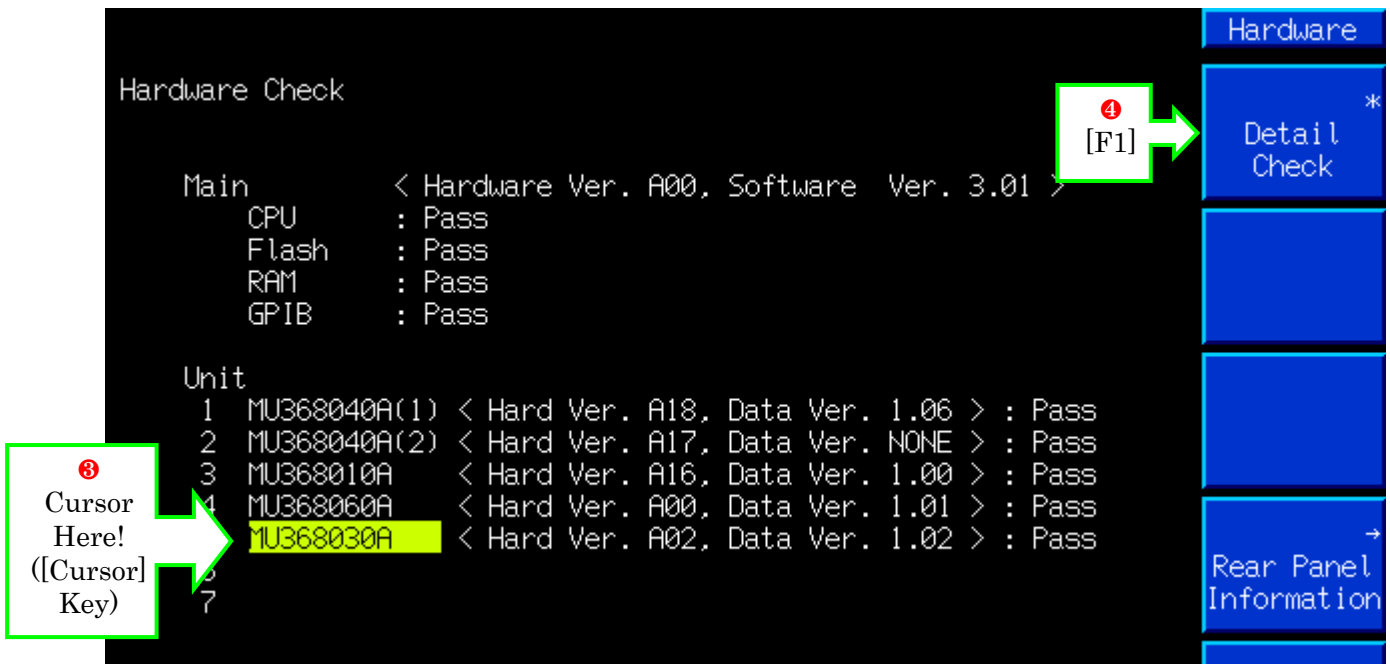 Hardware
Hardware Check
❹
[F1]
*
Detail
Check
Main < Hardware Ver. A00, Software Ver. 3.01 >
CPU : Pass
Flash : Pass
RAM : Pass
GPIB : Pass
Unit
1 MU368040A(1) < Hard Ver. A18, Data Ver. 1.06 > : Pass
2 MU368040A(2) < Hard Ver. A17, Data Ver. NONE > : Pass
3 MU368010A < Hard Ver. A16, Data Ver. 1.00 > : Pass
4 MU368060A < Hard Ver. A00, Data Ver. 1.01 > : Pass
MU368030A < Hard Ver. A02, Data Ver. 1.02 > : Pass
7
❸
Cursor
Here!
([Cursor]
Key)
→
Rear Panel
Information